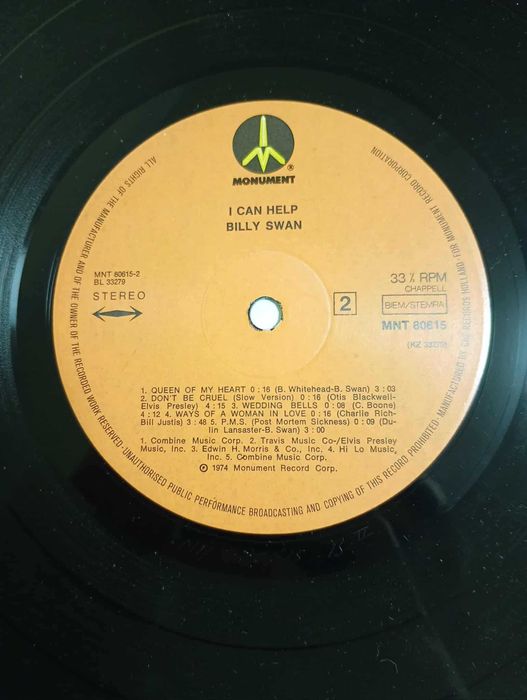 MONUMENT®
I CAN HELP
BILLY SWAN
MNT 80615-2
BL 33279
STEREO
33⅓ RPM
CHAPPELL
2
BIEM/STEMRA
MNT 80615
(KZ 33279)
1. QUEEN OF MY HEART 0:16 (B. Whitehead-B. Swan) 3:03
2. DON'T BE CRUEL (Slow Version) 0:16 (Otis Blackwell-
Elvis Presley) 4:15 3. WEDDING BELLS 0:08 (C. Boone)
4:12 4. WAYS OF A WOMAN IN LOVE 0:16 (Charlie Rich-
Bill Justis) 3:48 5. P.M.S. (Post Mortem Sickness) 0:09 (Du-
lin Lansaster-B. Swan) 3:00
1. Combine Music Corp. 2. Travis Music Co-/Elvis Presley
Music, Inc. 3. Edwin H. Morris & Co., Inc. 4. Hi Lo Music,
Inc. 5. Combine Music Corp.
℗ 1974 Monument Record Corp.
ALL RIGHTS OF THE MANUFACTURER AND OF THE OWNER OF THE RECORDED WORK RESERVED-UNAUTHORISED PUBLIC PERFORMANCE BROADCASTING AND COPYING OF THIS RECORD PROHIBITED-MANUFACTURED BY CBS RECORDS HOLLAND-FOR MONUMENT RECORD CORPORATION